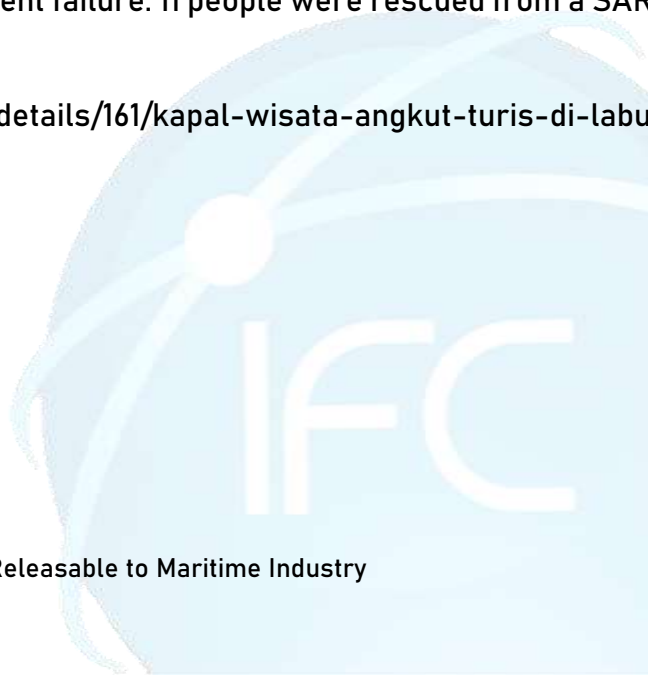 ent failure. 11 people were rescued from a SAR
details/161/kapal-wisata-angkut-turis-di-labu
IFC
Releasable to Maritime Industry